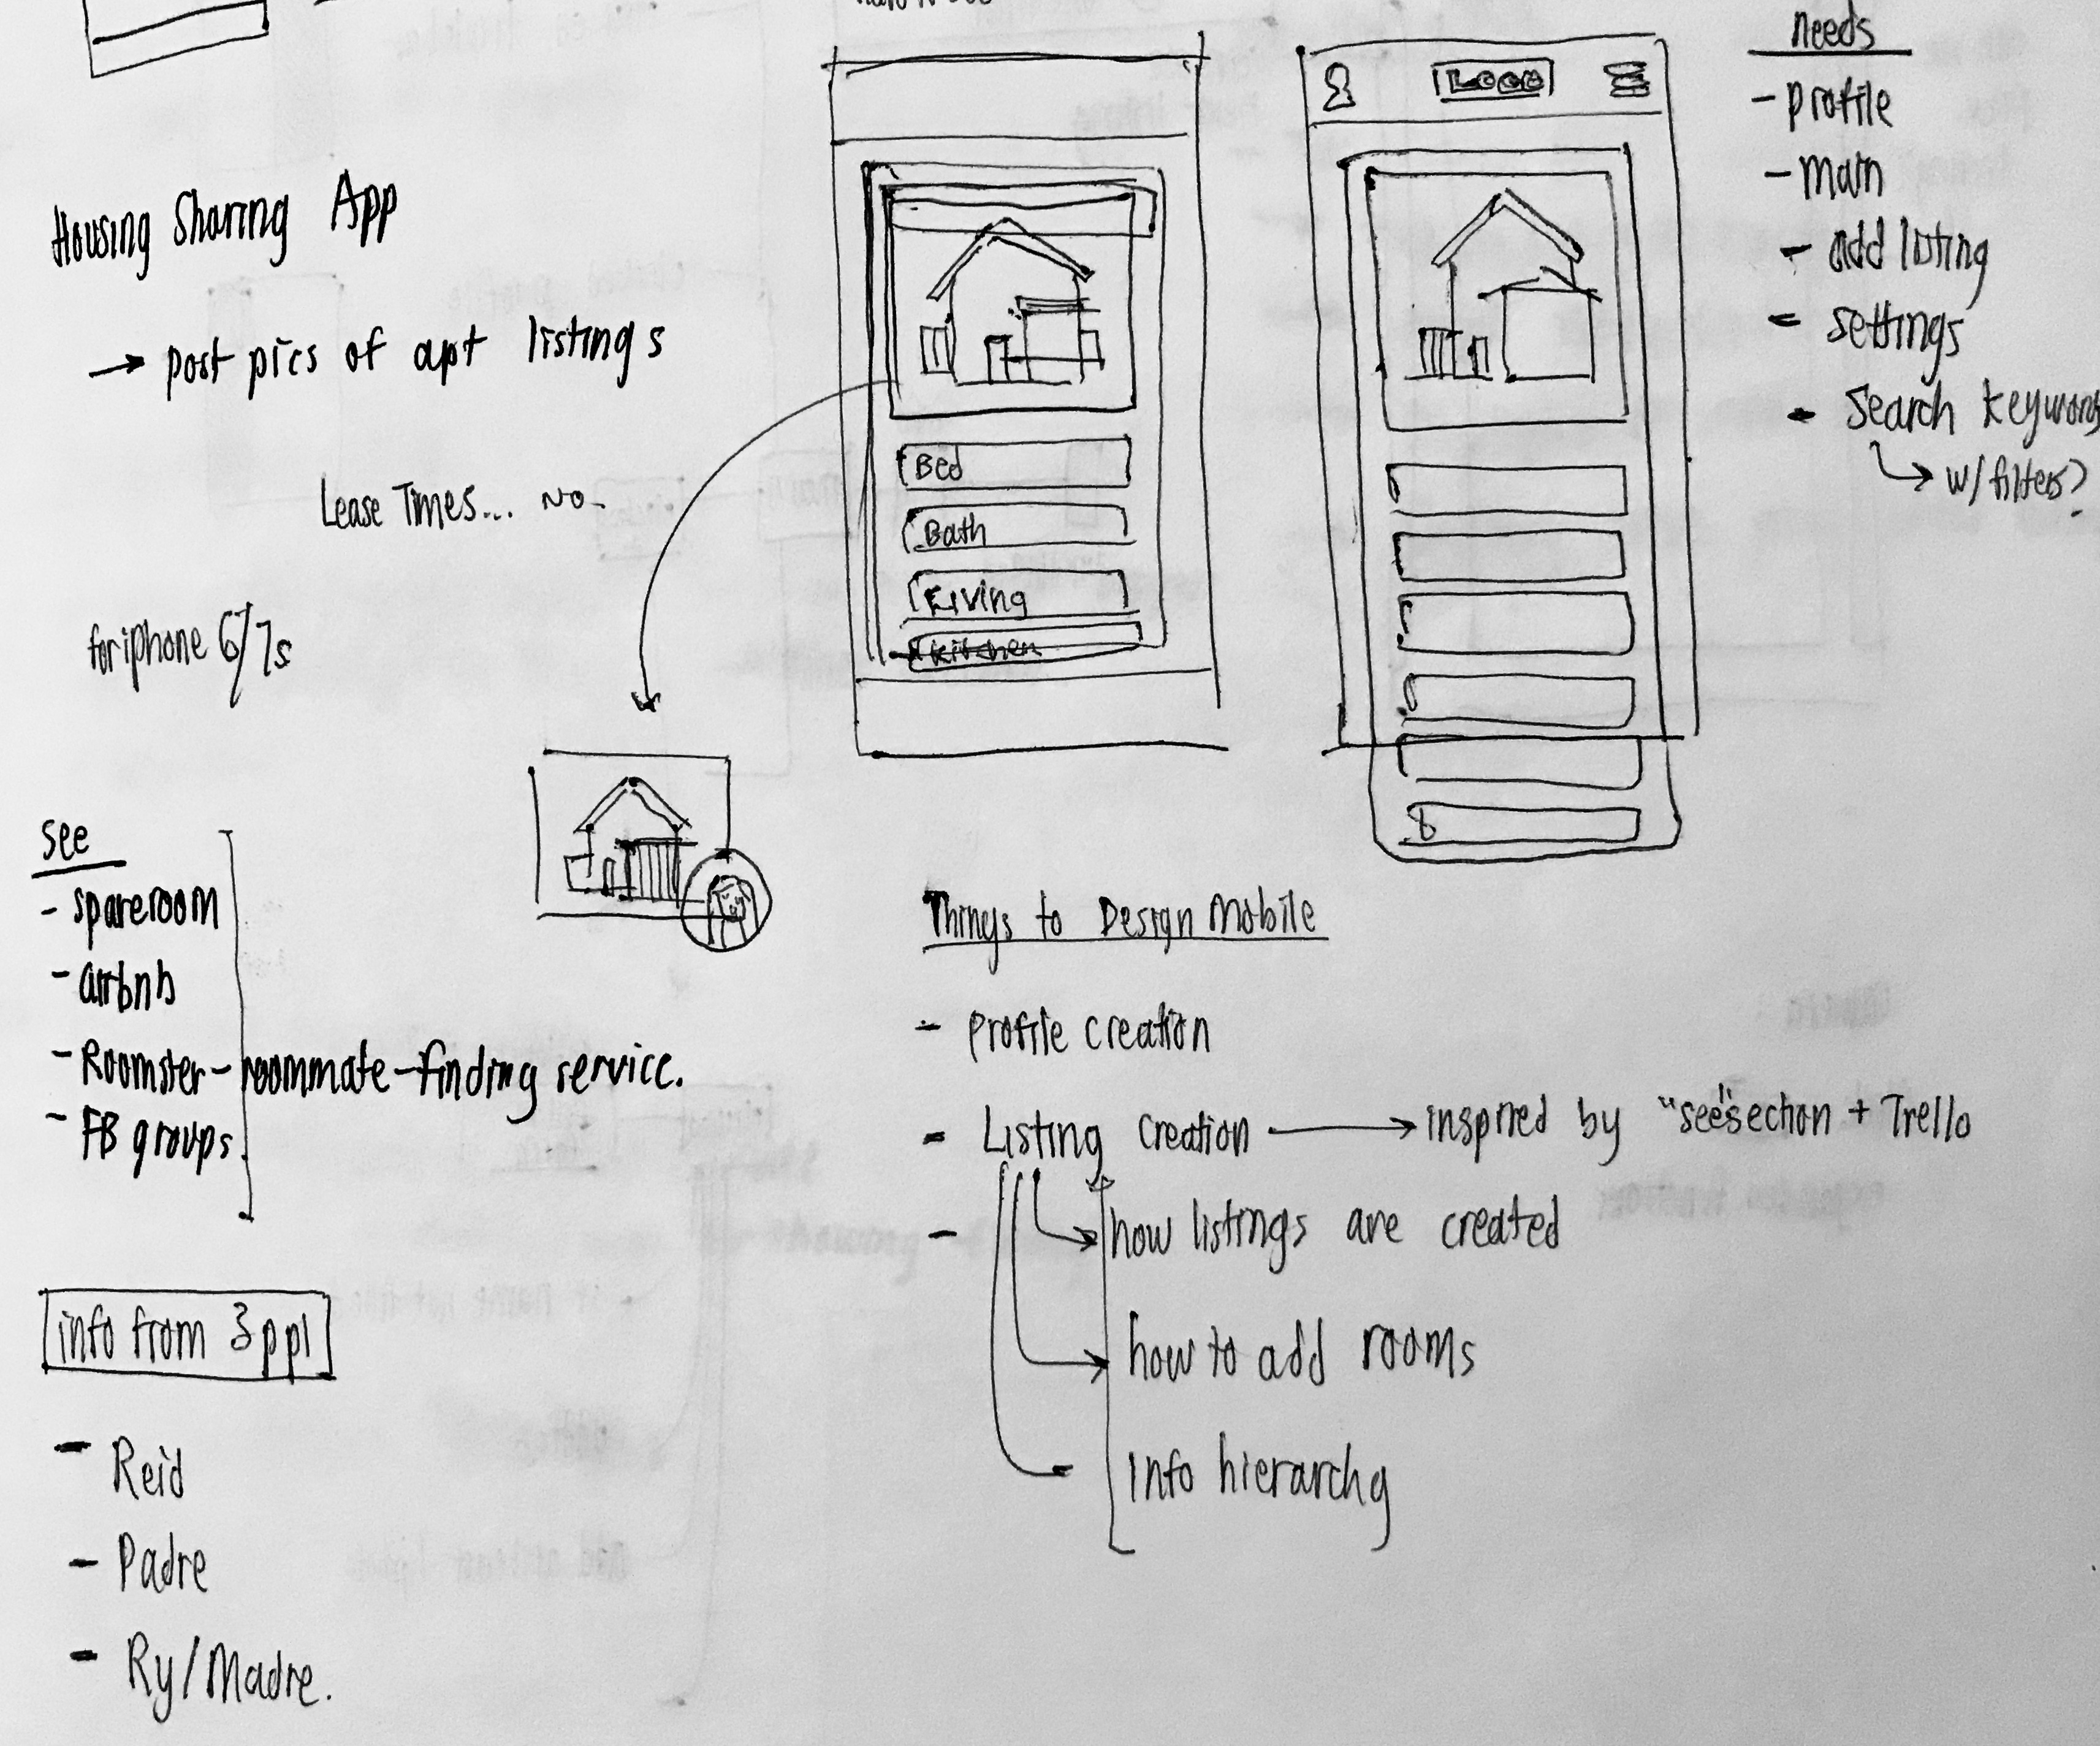 Housing Sharing App
→ post pics of apt listings
Lease Times... No.
for iphone 6/7s
see
- spareroom
- airbnb
- Roomster - roommate-finding service.
- FB groups.
info from 3 ppl
- Reid
- Padre
- Ry/Madre.
Bed
Bath
Living
Kitchen
LOGO
needs
- profile
- main
- add listing
- settings
- search keywords
→ w/ filters?
Things to Design Mobile
- profile creation
- Listing creation → inspired by "see" section + Trello
- how listings are created
how to add rooms
info hierarchy